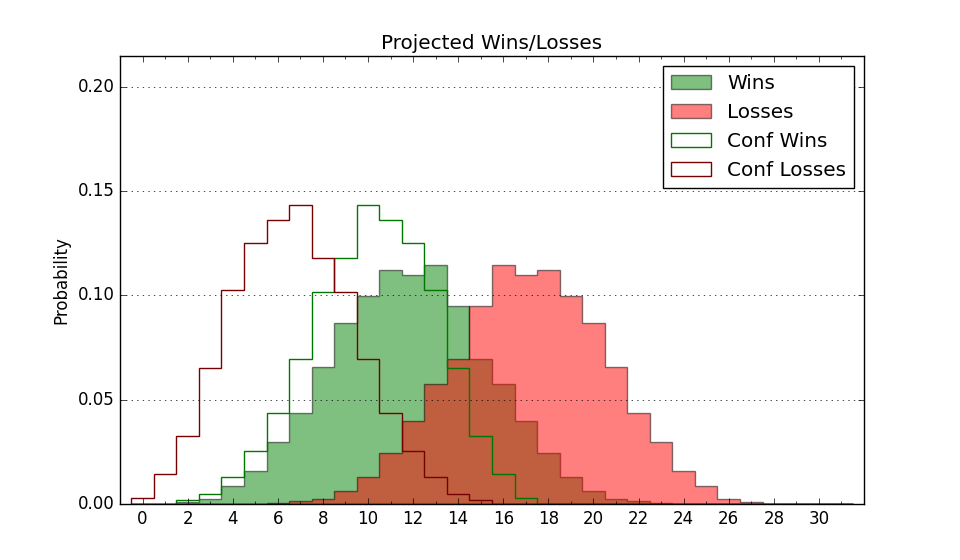 Projected Wins/Losses
0.20
0.15
0.10
0.05
0.00
Probability
Wins
Losses
Conf Wins
Conf Losses
0 2 4 6 8 10 12 14 16 18 20 22 24 26 28 30